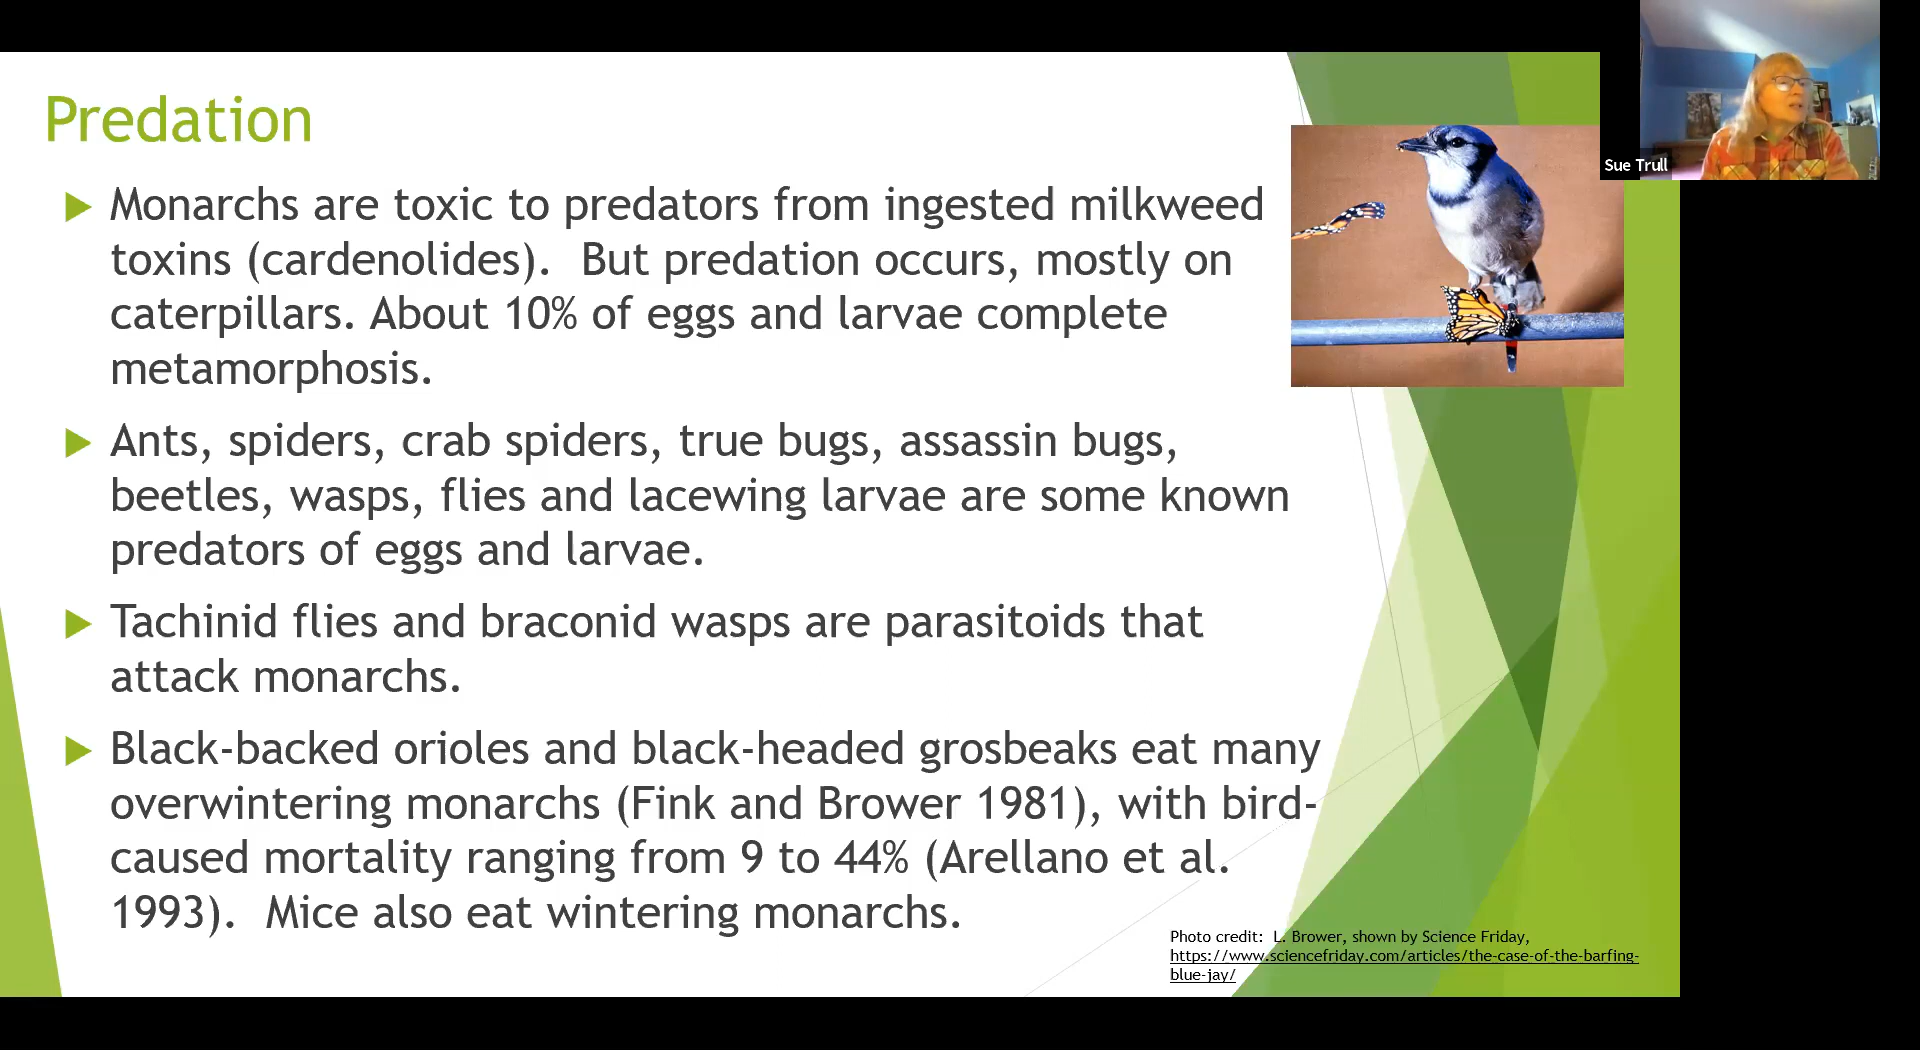 Predation
Monarchs are toxic to predators from ingested milkweed
toxins (cardenolides).  But predation occurs, mostly on
caterpillars. About 10% of eggs and larvae complete
metamorphosis.
Ants, spiders, crab spiders, true bugs, assassin bugs,
beetles, wasps, flies and lacewing larvae are some known
predators of eggs and larvae.
Tachinid flies and braconid wasps are parasitoids that
attack monarchs.
Black-backed orioles and black-headed grosbeaks eat many
overwintering monarchs (Fink and Brower 1981), with bird-
caused mortality ranging from 9 to 44% (Arellano et al.
1993).  Mice also eat wintering monarchs.
Photo credit:  L. Brower, shown by Science Friday,
https://www.sciencefriday.com/articles/the-case-of-the-barfing-
blue-jay/
Sue Trull